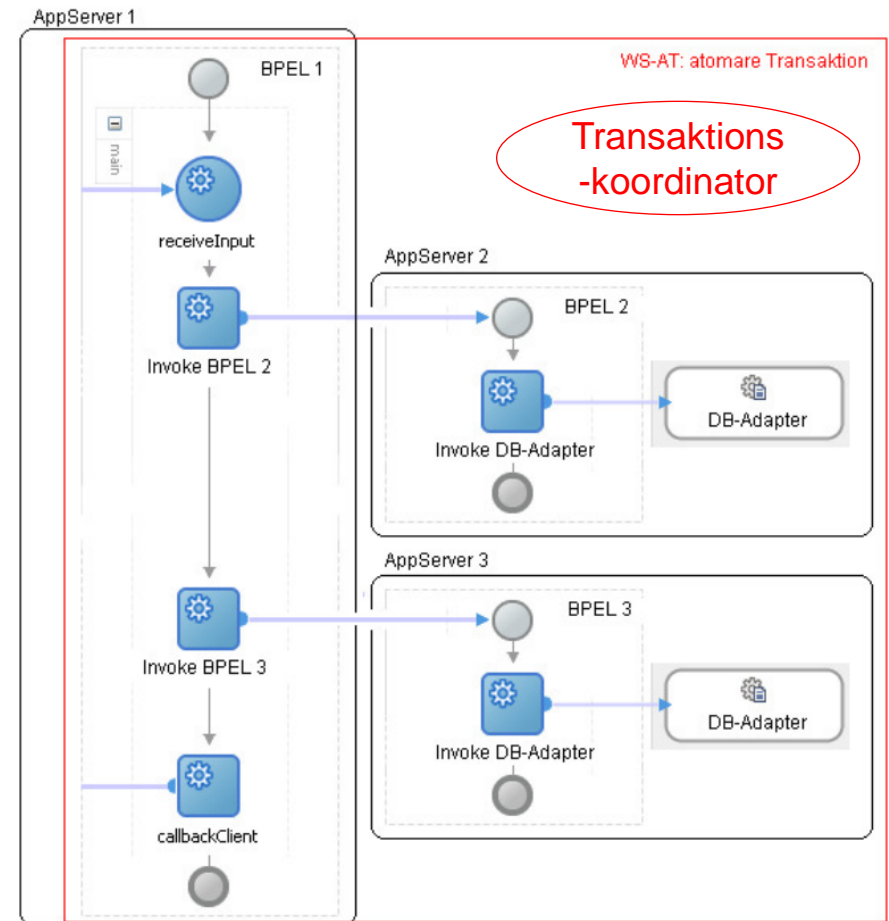 AppServer 1
BPEL 1
WS-AT: atomare Transaktion
main
Transaktions
-koordinator
receiveInput
AppServer 2
BPEL 2
Invoke BPEL 2
DB-Adapter
Invoke DB-Adapter
AppServer 3
BPEL 3
Invoke BPEL 3
DB-Adapter
Invoke DB-Adapter
callbackClient